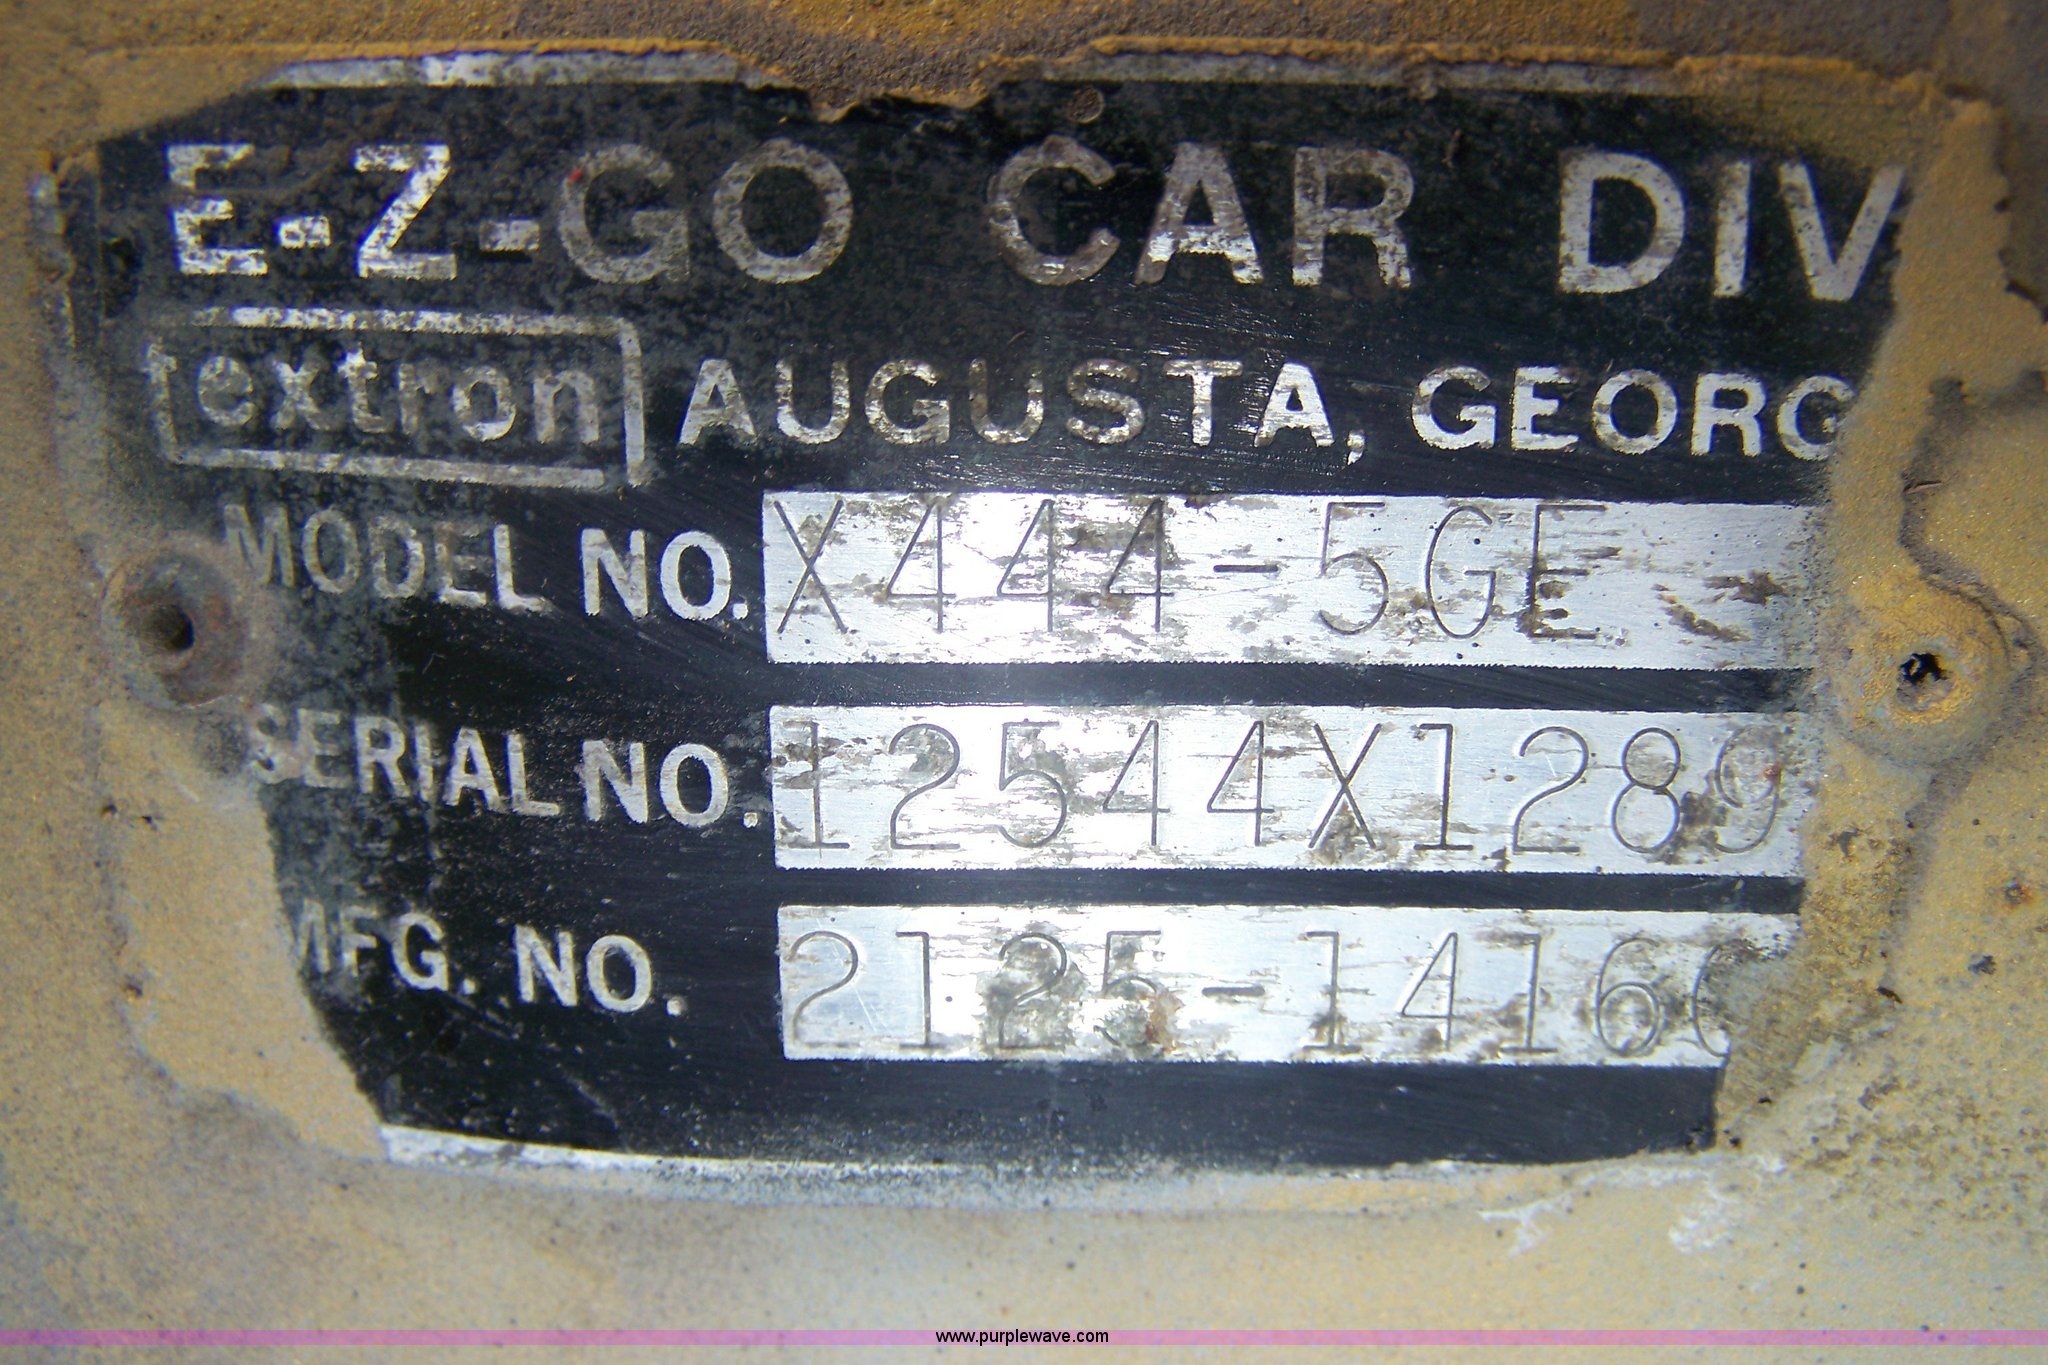 E-Z-GO CAR DIV
textron AUGUSTA, GEORG
MODEL NO. X444-5GE
SERIAL NO. 12544X1289
MFG. NO. 2125-1416
www.purplewave.com